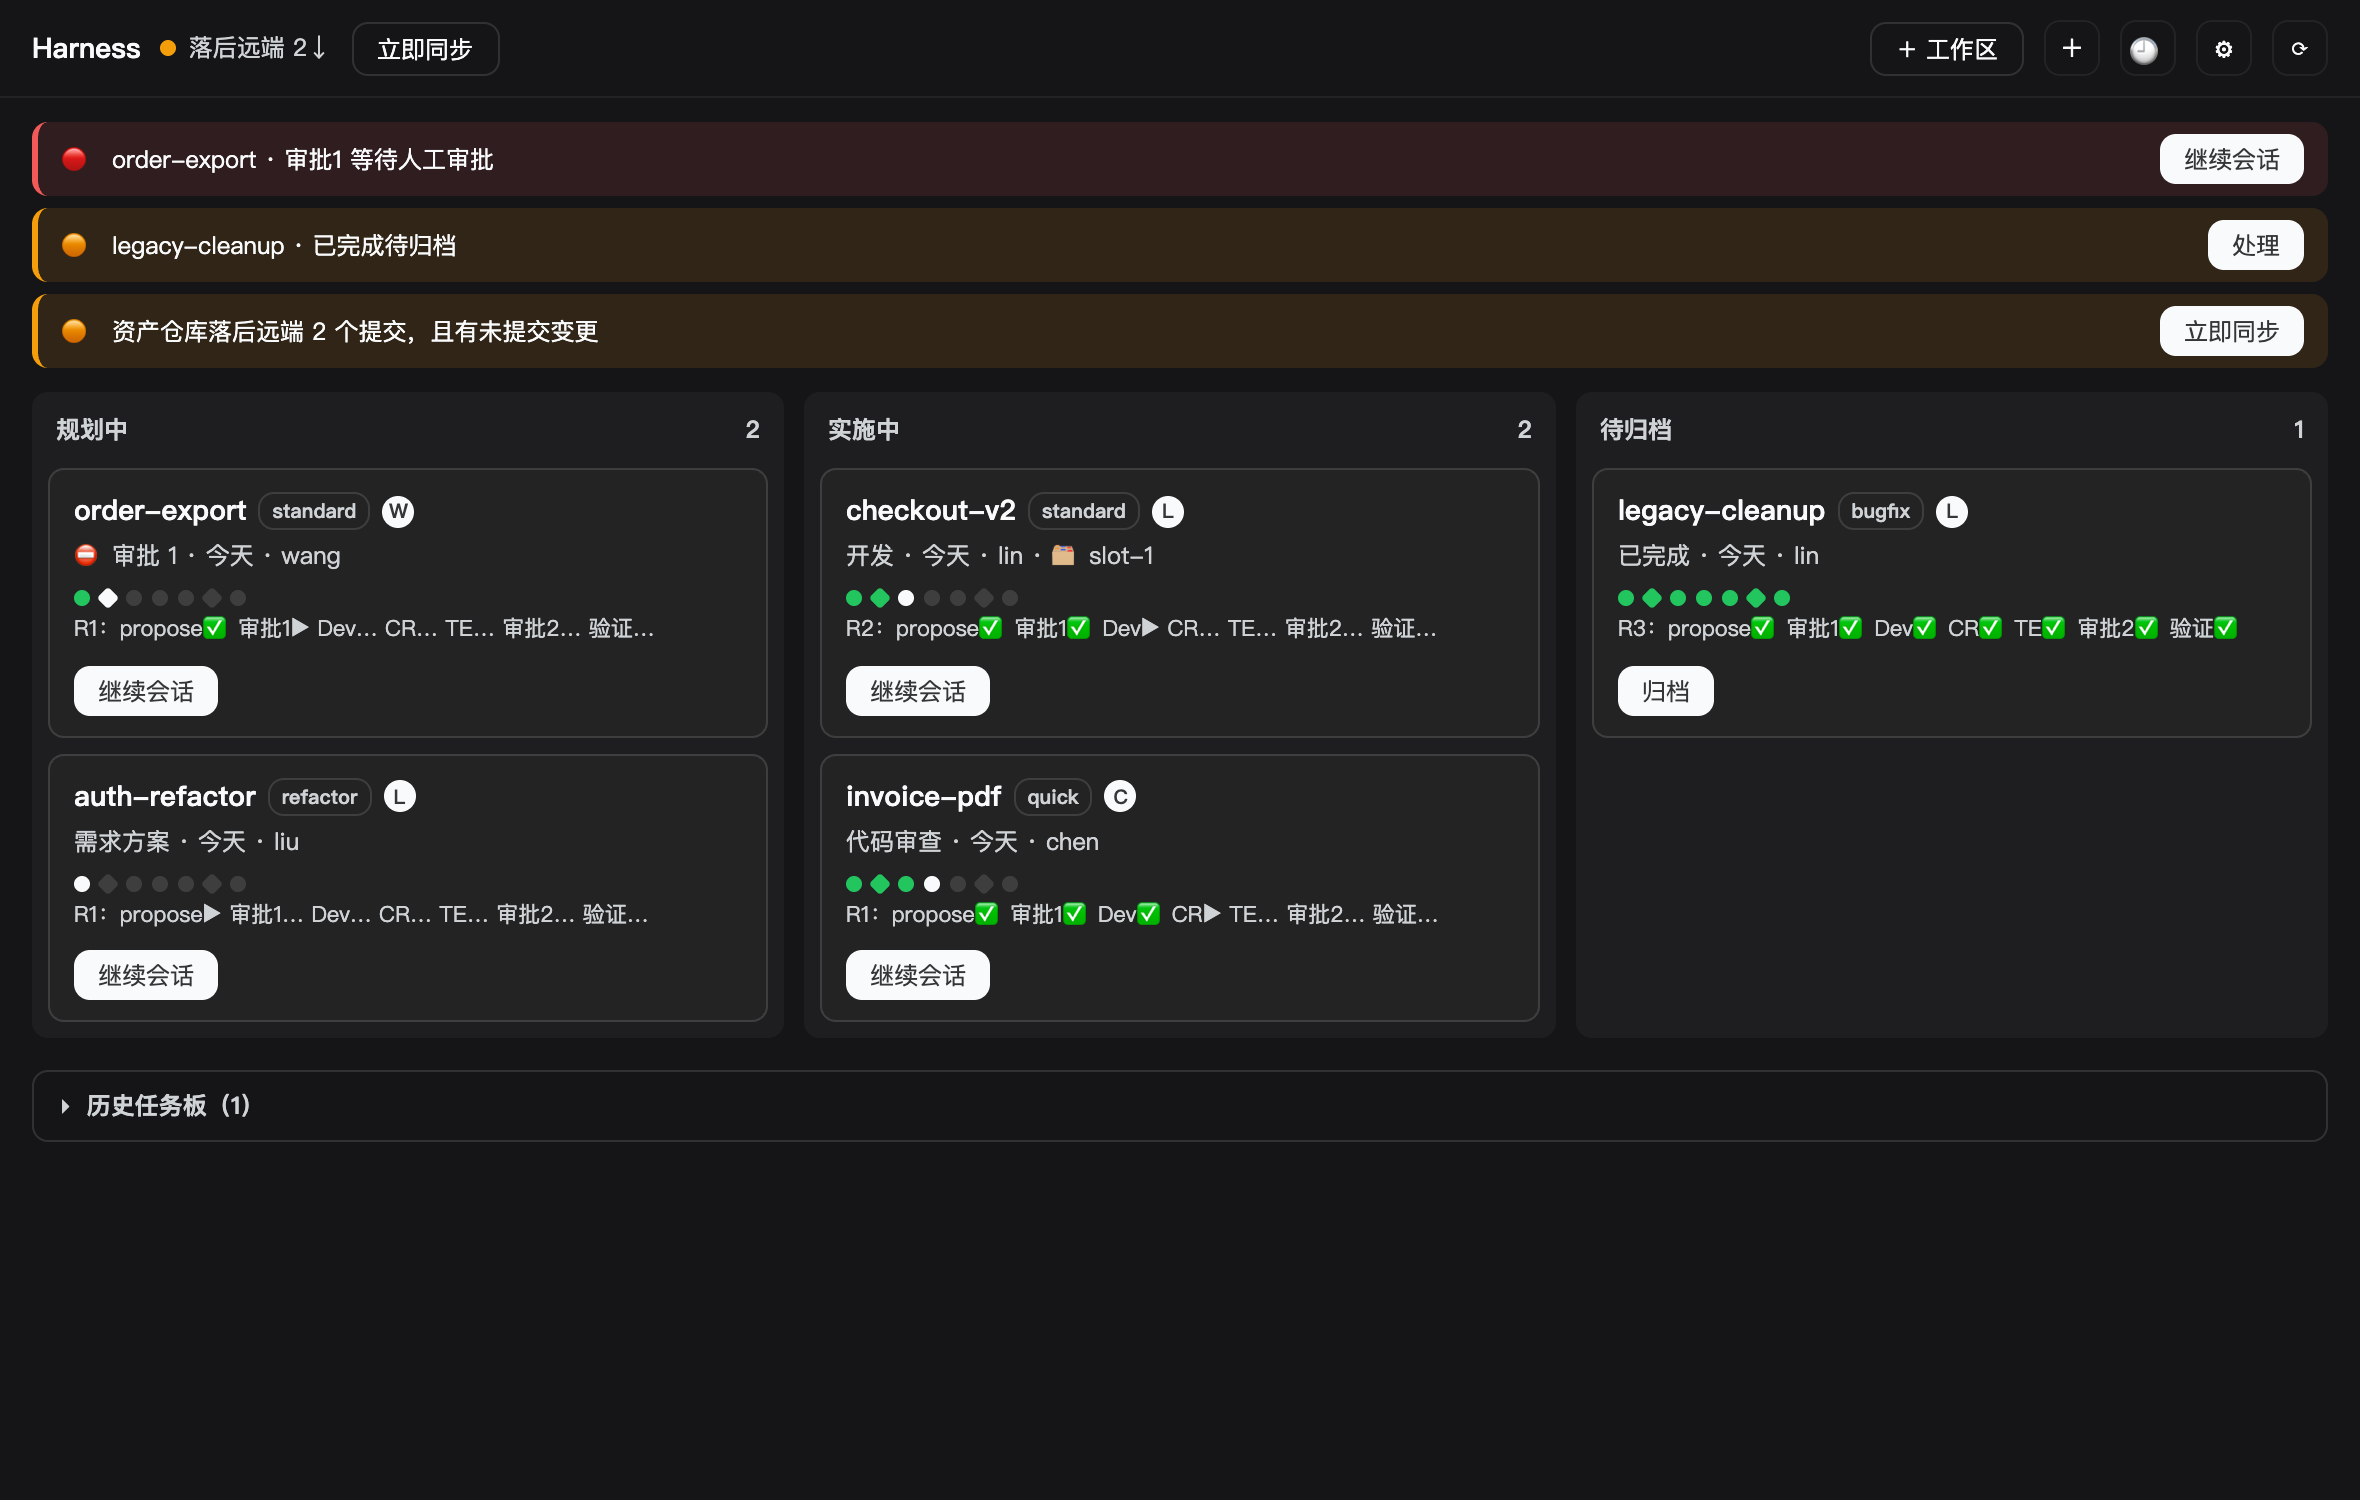 Harness 落后远端 2↓ 立即同步 + 工作区 +
order-export · 审批1 等待人工审批 继续会话
legacy-cleanup · 已完成待归档 处理
资产仓库落后远端 2 个提交，且有未提交变更 立即同步
规划中 2
order-export standard W
⛔ 审批 1 · 今天 · wang
R1：propose✅ 审批1▶ Dev… CR… TE… 审批2… 验证…
继续会话
auth-refactor refactor L
需求方案 · 今天 · liu
R1：propose▶ 审批1… Dev… CR… TE… 审批2… 验证…
继续会话
实施中 2
checkout-v2 standard L
开发 · 今天 · lin · 🗂 slot-1
R2：propose✅ 审批1✅ Dev▶ CR… TE… 审批2… 验证…
继续会话
invoice-pdf quick C
代码审查 · 今天 · chen
R1：propose✅ 审批1✅ Dev✅ CR▶ TE… 审批2… 验证…
继续会话
待归档 1
legacy-cleanup bugfix L
已完成 · 今天 · lin
R3：propose✅ 审批1✅ Dev✅ CR✅ TE✅ 审批2✅ 验证✅
归档
历史任务板（1）